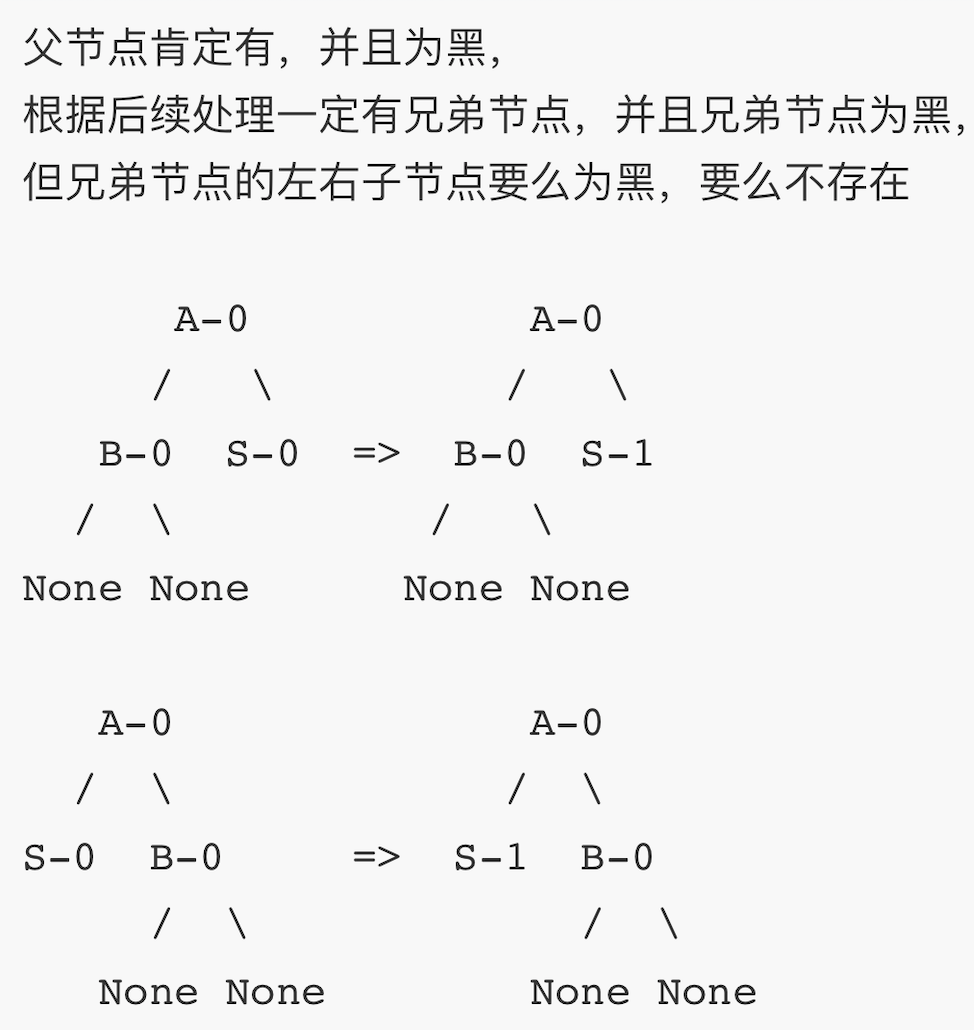 父节点肯定有，并且为黑，
根据后续处理一定有兄弟节点，并且兄弟节点为黑，
但兄弟节点的左右子节点要么为黑，要么不存在
A-0 A-0
/ \ / \
B-0 S-0 => B-0 S-1
/ \ / \
None None None None
A-0 A-0
/ \ / \
S-0 B-0 => S-1 B-0
/ \ / \
None None None None